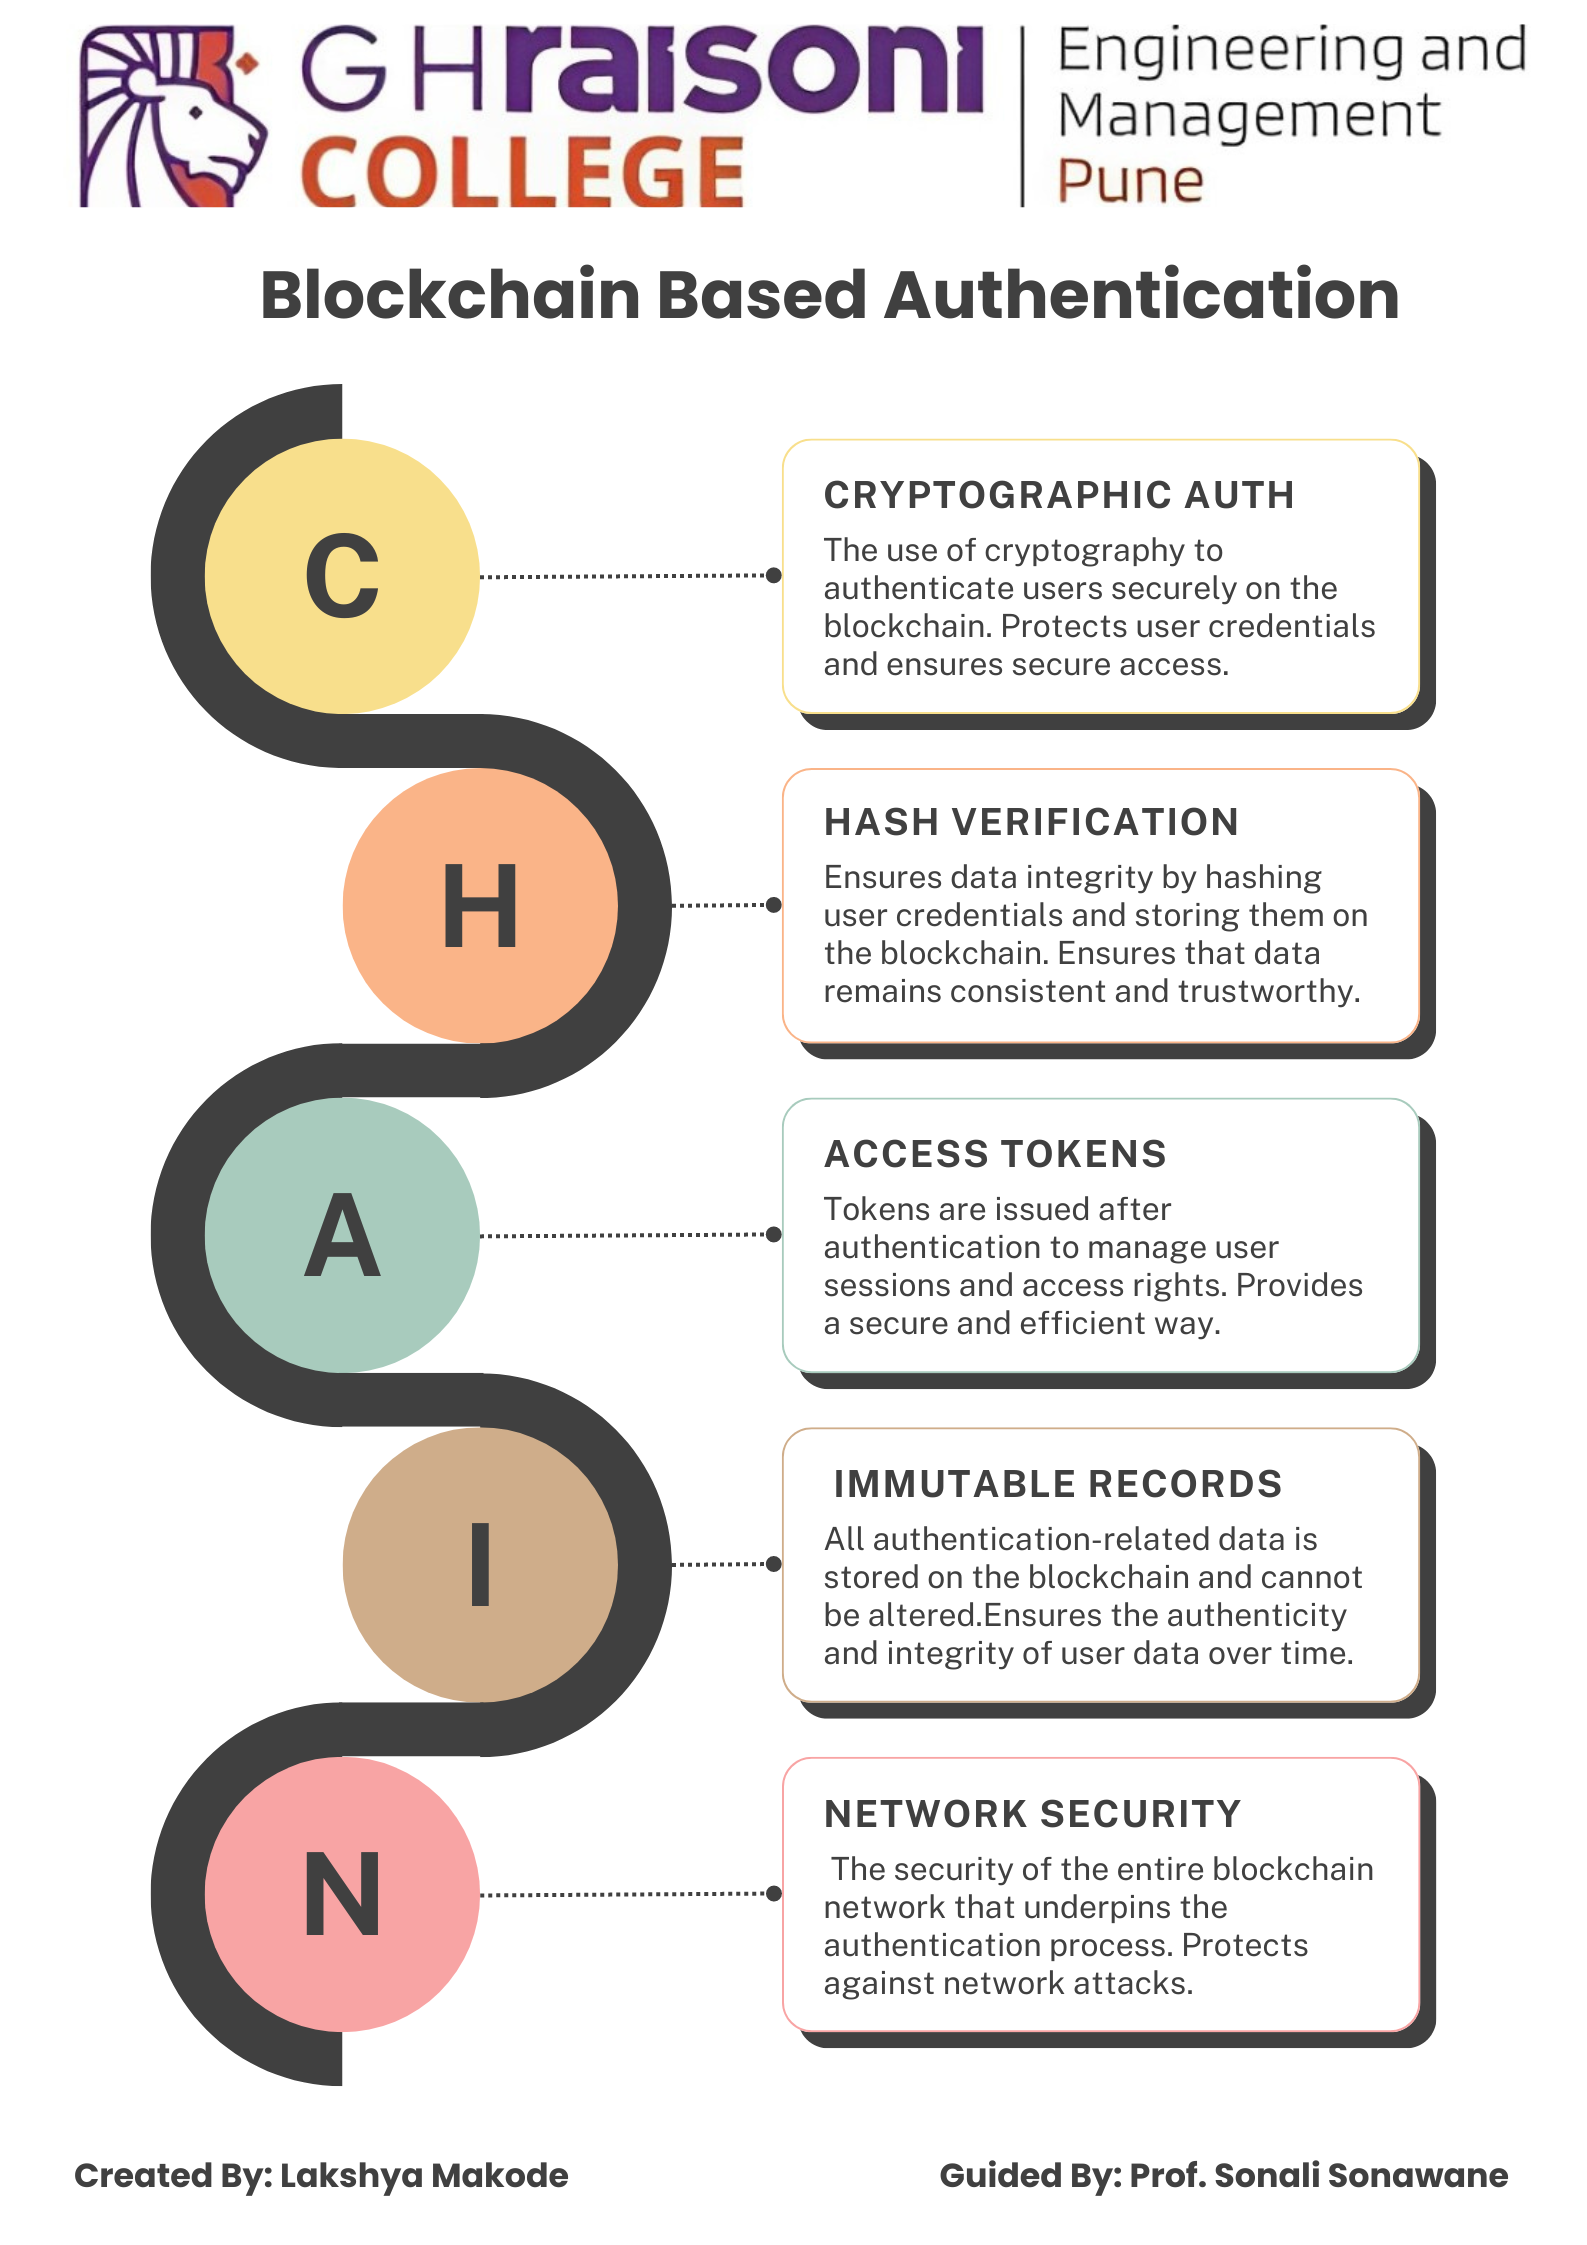 GHraisoni
COLLEGE
Engineering and
Management
Pune
Blockchain Based Authentication
C
CRYPTOGRAPHIC AUTH
The use of cryptography to
authenticate users securely on the
blockchain. Protects user credentials
and ensures secure access.
H
HASH VERIFICATION
Ensures data integrity by hashing
user credentials and storing them on
the blockchain. Ensures that data
remains consistent and trustworthy.
A
ACCESS TOKENS
Tokens are issued after
authentication to manage user
sessions and access rights. Provides
a secure and efficient way.
I
IMMUTABLE RECORDS
All authentication-related data is
stored on the blockchain and cannot
be altered.Ensures the authenticity
and integrity of user data over time.
N
NETWORK SECURITY
The security of the entire blockchain
network that underpins the
authentication process. Protects
against network attacks.
Created By: Lakshya Makode
Guided By: Prof. Sonali Sonawane